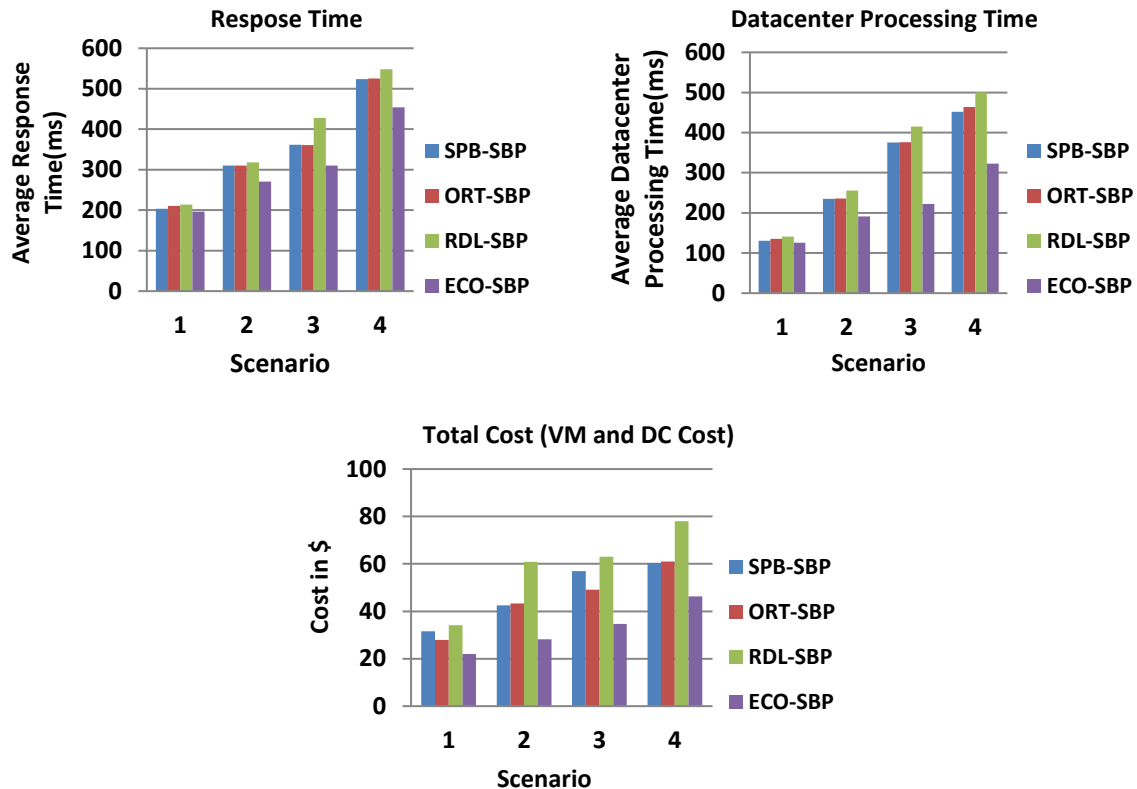 Respose Time
Average Response
Time(ms)
600
500
400
300
200
100
0
1 2 3 4
Scenario
SPB-SBP
ORT-SBP
RDL-SBP
ECO-SBP
Datacenter Processing Time
Average Datacenter
Processing Time(ms)
600
500
400
300
200
100
0
1 2 3 4
Scenario
SPB-SBP
ORT-SBP
RDL-SBP
ECO-SBP
Total Cost (VM and DC Cost)
Cost in $
100
80
60
40
20
0
1 2 3 4
Scenario
SPB-SBP
ORT-SBP
RDL-SBP
ECO-SBP